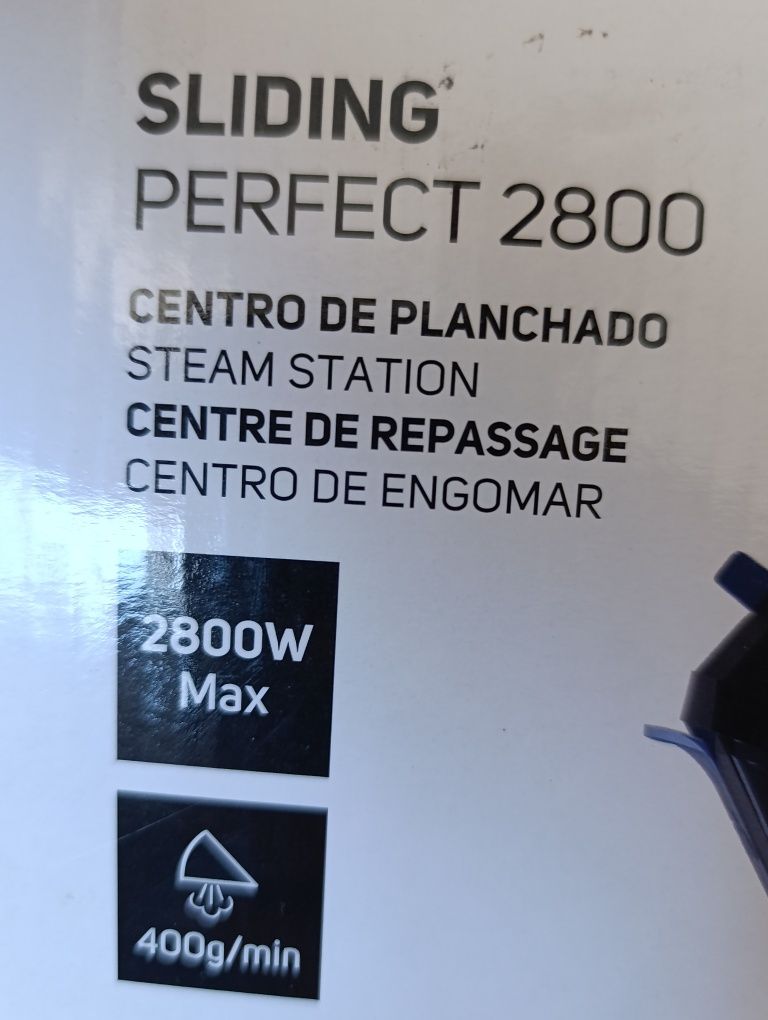 SLIDING
PERFECT 2800
CENTRO DE PLANCHADO
STEAM STATION
CENTRE DE REPASSAGE
CENTRO DE ENGOMAR
2800W
Max
400g/min